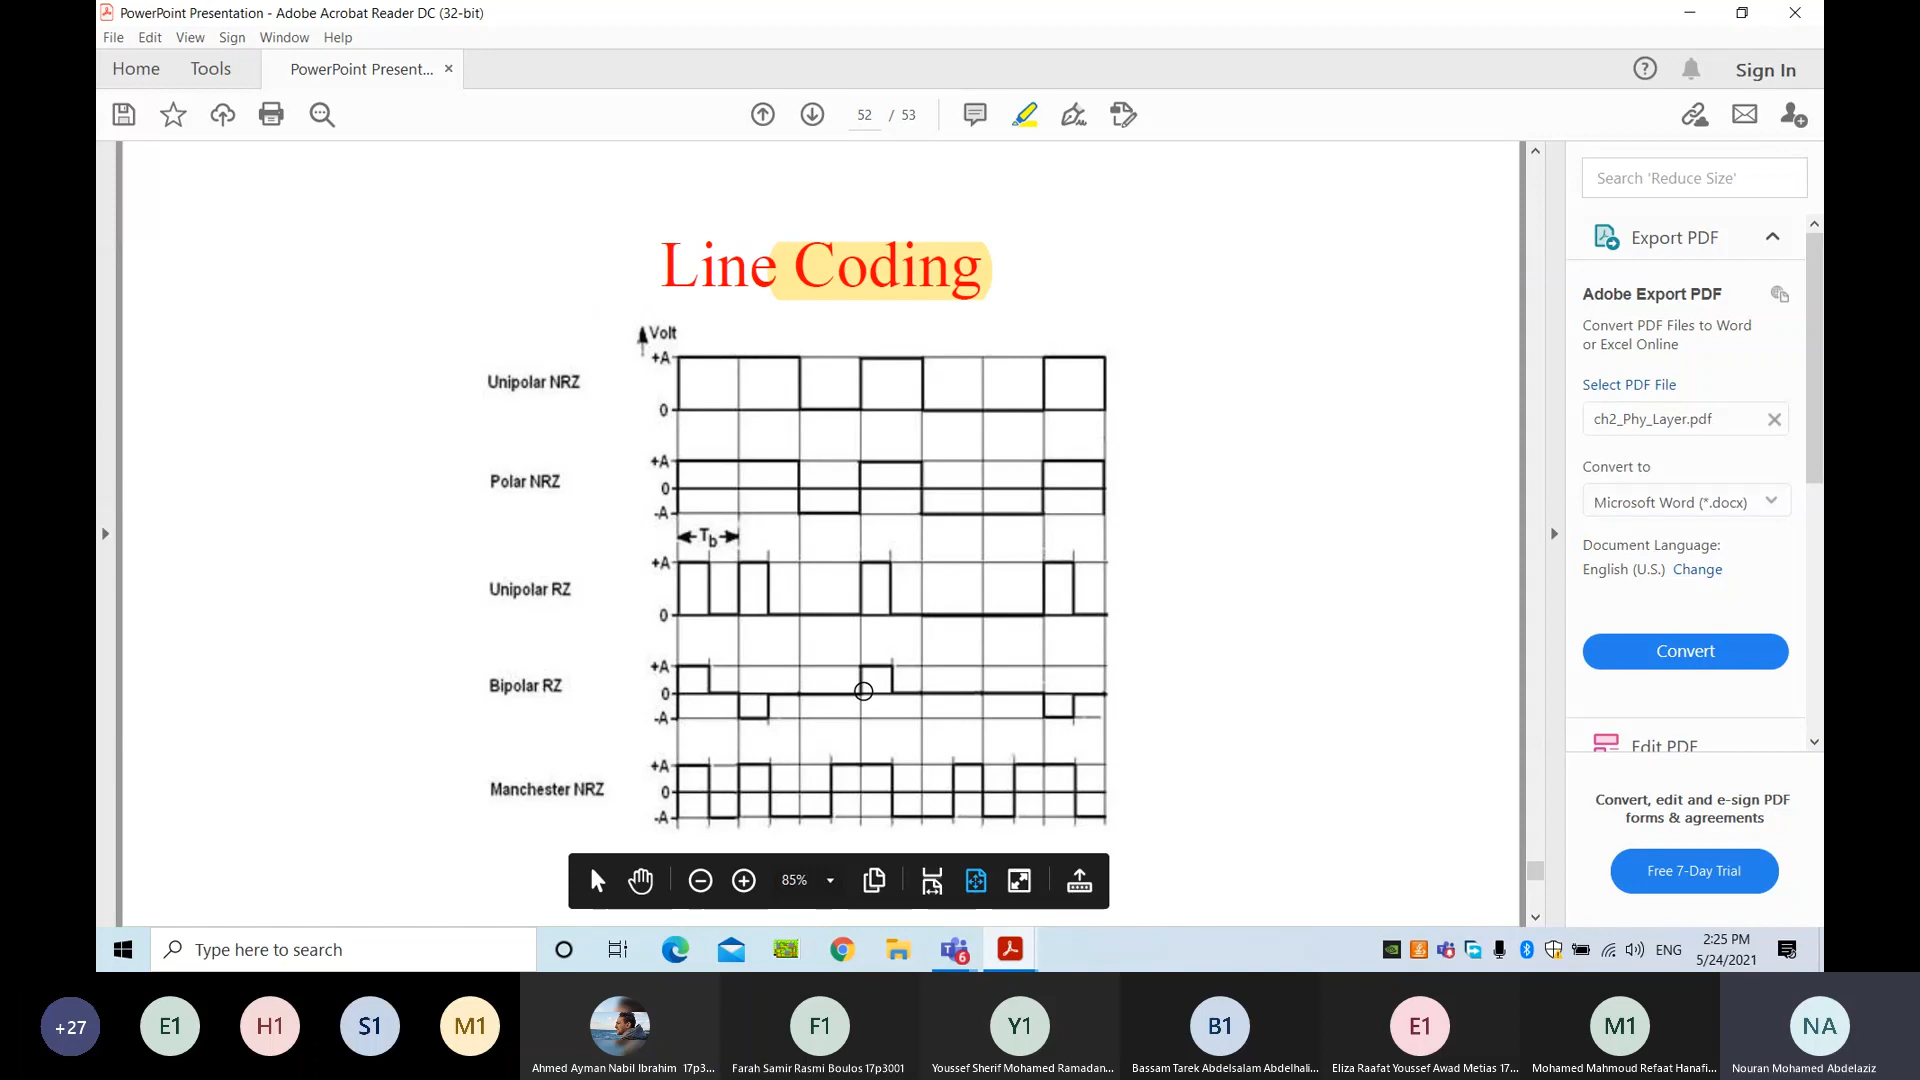 PowerPoint Presentation - Adobe Acrobat Reader DC (32-bit)
File Edit View Sign Window Help
Home Tools PowerPoint Present... Sign In
52 / 53
Line Coding
Volt
+A
Unipolar NRZ
0
+A
Polar NRZ
0
-A
Tb
+A
Unipolar RZ
0
+A
Bipolar RZ
0
-A
+A
Manchester NRZ
0
-A
85%
Search 'Reduce Size'
Export PDF
Adobe Export PDF
Convert PDF Files to Word
or Excel Online
Select PDF File
ch2_Phy_Layer.pdf
Convert to
Microsoft Word (*.docx)
Document Language:
English (U.S.) Change
Convert
Edit PDF
Convert, edit and e-sign PDF
forms & agreements
Free 7-Day Trial
Type here to search
6
ENG
2:25 PM
5/24/2021
+27 E1 H1 S1 M1 F1 Y1 B1 E1 M1 NA
Ahmed Ayman Nabil Ibrahim 17p3... Farah Samir Rasmi Boulos 17p3001 Youssef Sherif Mohamed Ramadan... Bassam Tarek Abdelsalam Abdelhali... Eliza Raafat Youssef Awad Metias 17... Mohamed Mahmoud Refaat Hanafi... Nouran Mohamed Abdelaziz